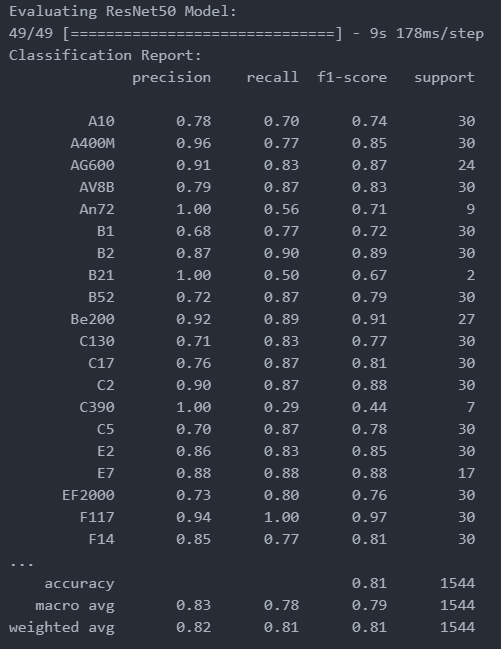 Evaluating ResNet50 Model:
49/49 [==============================] - 9s 178ms/step
Classification Report:
precision recall f1-score support
A10 0.78 0.70 0.74 30
A400M 0.96 0.77 0.85 30
AG600 0.91 0.83 0.87 24
AV8B 0.79 0.87 0.83 30
An72 1.00 0.56 0.71 9
B1 0.68 0.77 0.72 30
B2 0.87 0.90 0.89 30
B21 1.00 0.50 0.67 2
B52 0.72 0.87 0.79 30
Be200 0.92 0.89 0.91 27
C130 0.71 0.83 0.77 30
C17 0.76 0.87 0.81 30
C2 0.90 0.87 0.88 30
C390 1.00 0.29 0.44 7
C5 0.70 0.87 0.78 30
E2 0.86 0.83 0.85 30
E7 0.88 0.88 0.88 17
EF2000 0.73 0.80 0.76 30
F117 0.94 1.00 0.97 30
F14 0.85 0.77 0.81 30
...
accuracy 0.81 1544
macro avg 0.83 0.78 0.79 1544
weighted avg 0.82 0.81 0.81 1544